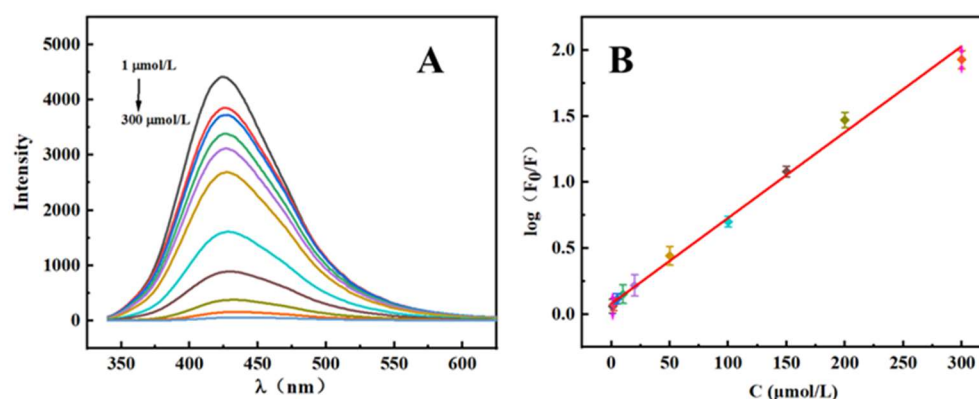 A
1 μmol/L
300 μmol/L
Intensity
5000
4000
3000
2000
1000
0
350 400 450 500 550 600
λ（nm）
B
log（F0/F）
2.0
1.5
1.0
0.5
0.0
0 50 100 150 200 250 300
C (μmol/L)